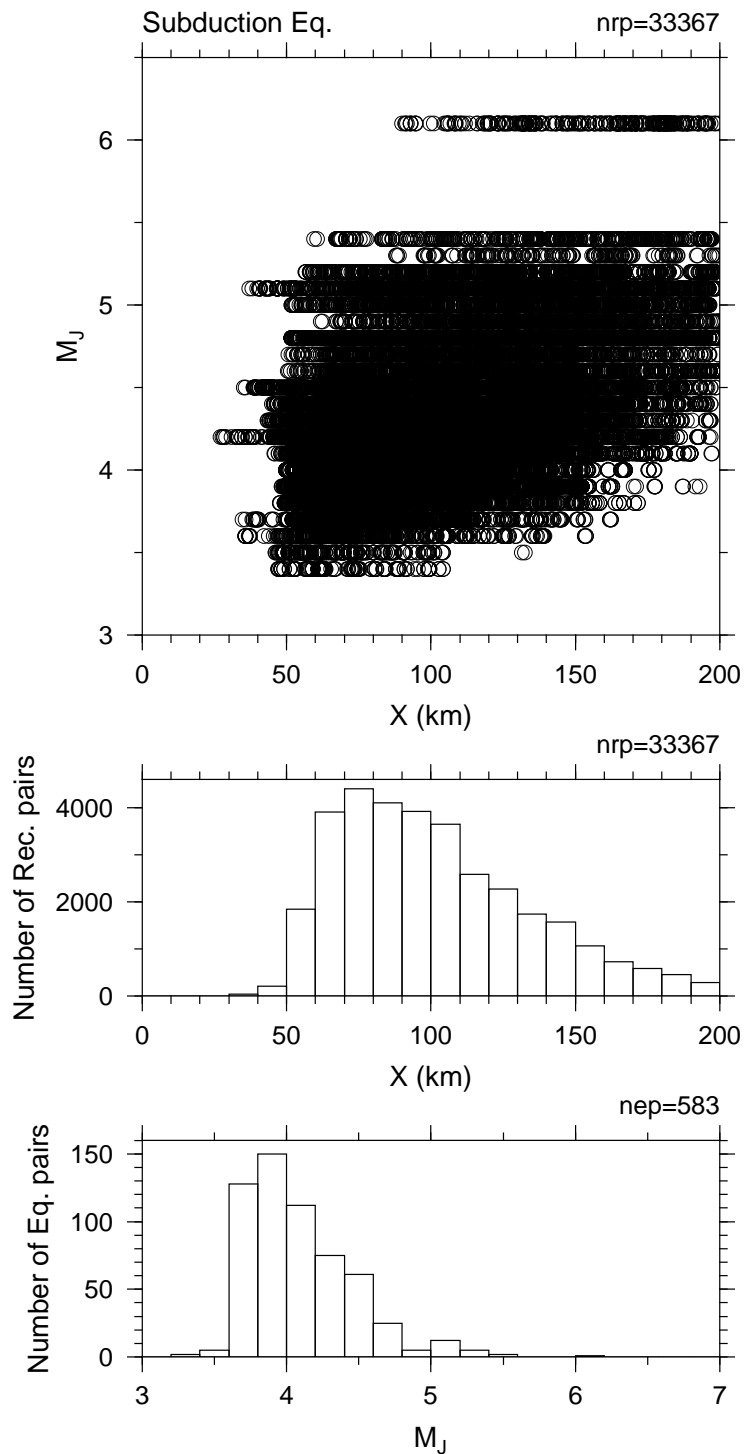 Subduction Eq. nrp=33367
6
5
4
3
M_J
0 50 100 150 200
X (km)
nrp=33367
4000
2000
0
Number of Rec. pairs
0 50 100 150 200
X (km)
nep=583
150
100
50
0
Number of Eq. pairs
3 4 5 6 7
M_J